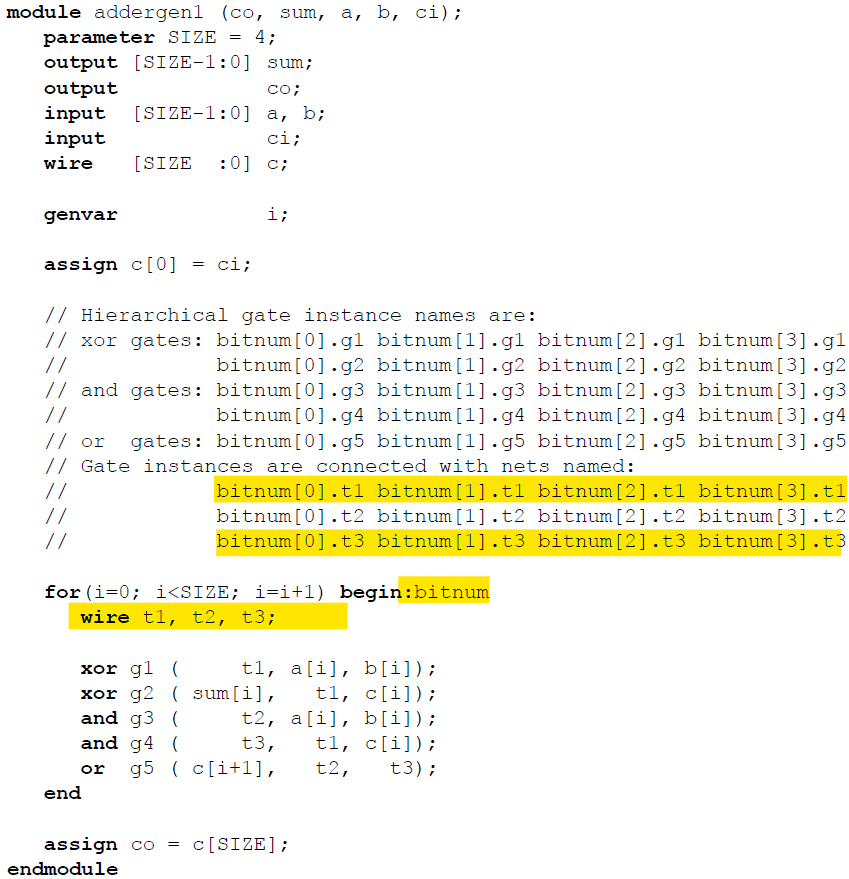 module addergen1 (co, sum, a, b, ci);
   parameter SIZE = 4;
   output [SIZE-1:0] sum;
   output            co;
   input  [SIZE-1:0] a, b;
   input             ci;
   wire   [SIZE  :0] c;

   genvar            i;

   assign c[0] = ci;

   // Hierarchical gate instance names are:
   // xor gates: bitnum[0].g1 bitnum[1].g1 bitnum[2].g1 bitnum[3].g1
   //            bitnum[0].g2 bitnum[1].g2 bitnum[2].g2 bitnum[3].g2
   // and gates: bitnum[0].g3 bitnum[1].g3 bitnum[2].g3 bitnum[3].g3
   //            bitnum[0].g4 bitnum[1].g4 bitnum[2].g4 bitnum[3].g4
   // or  gates: bitnum[0].g5 bitnum[1].g5 bitnum[2].g5 bitnum[3].g5
   // Gate instances are connected with nets named:
   //            bitnum[0].t1 bitnum[1].t1 bitnum[2].t1 bitnum[3].t1
   //            bitnum[0].t2 bitnum[1].t2 bitnum[2].t2 bitnum[3].t2
   //            bitnum[0].t3 bitnum[1].t3 bitnum[2].t3 bitnum[3].t3

   for(i=0; i<SIZE; i=i+1) begin:bitnum
      wire t1, t2, t3;

      xor g1 (     t1, a[i], b[i]);
      xor g2 ( sum[i],   t1, c[i]);
      and g3 (     t2, a[i], b[i]);
      and g4 (     t3,   t1, c[i]);
      or  g5 ( c[i+1],   t2,   t3);
   end

   assign co = c[SIZE];
endmodule